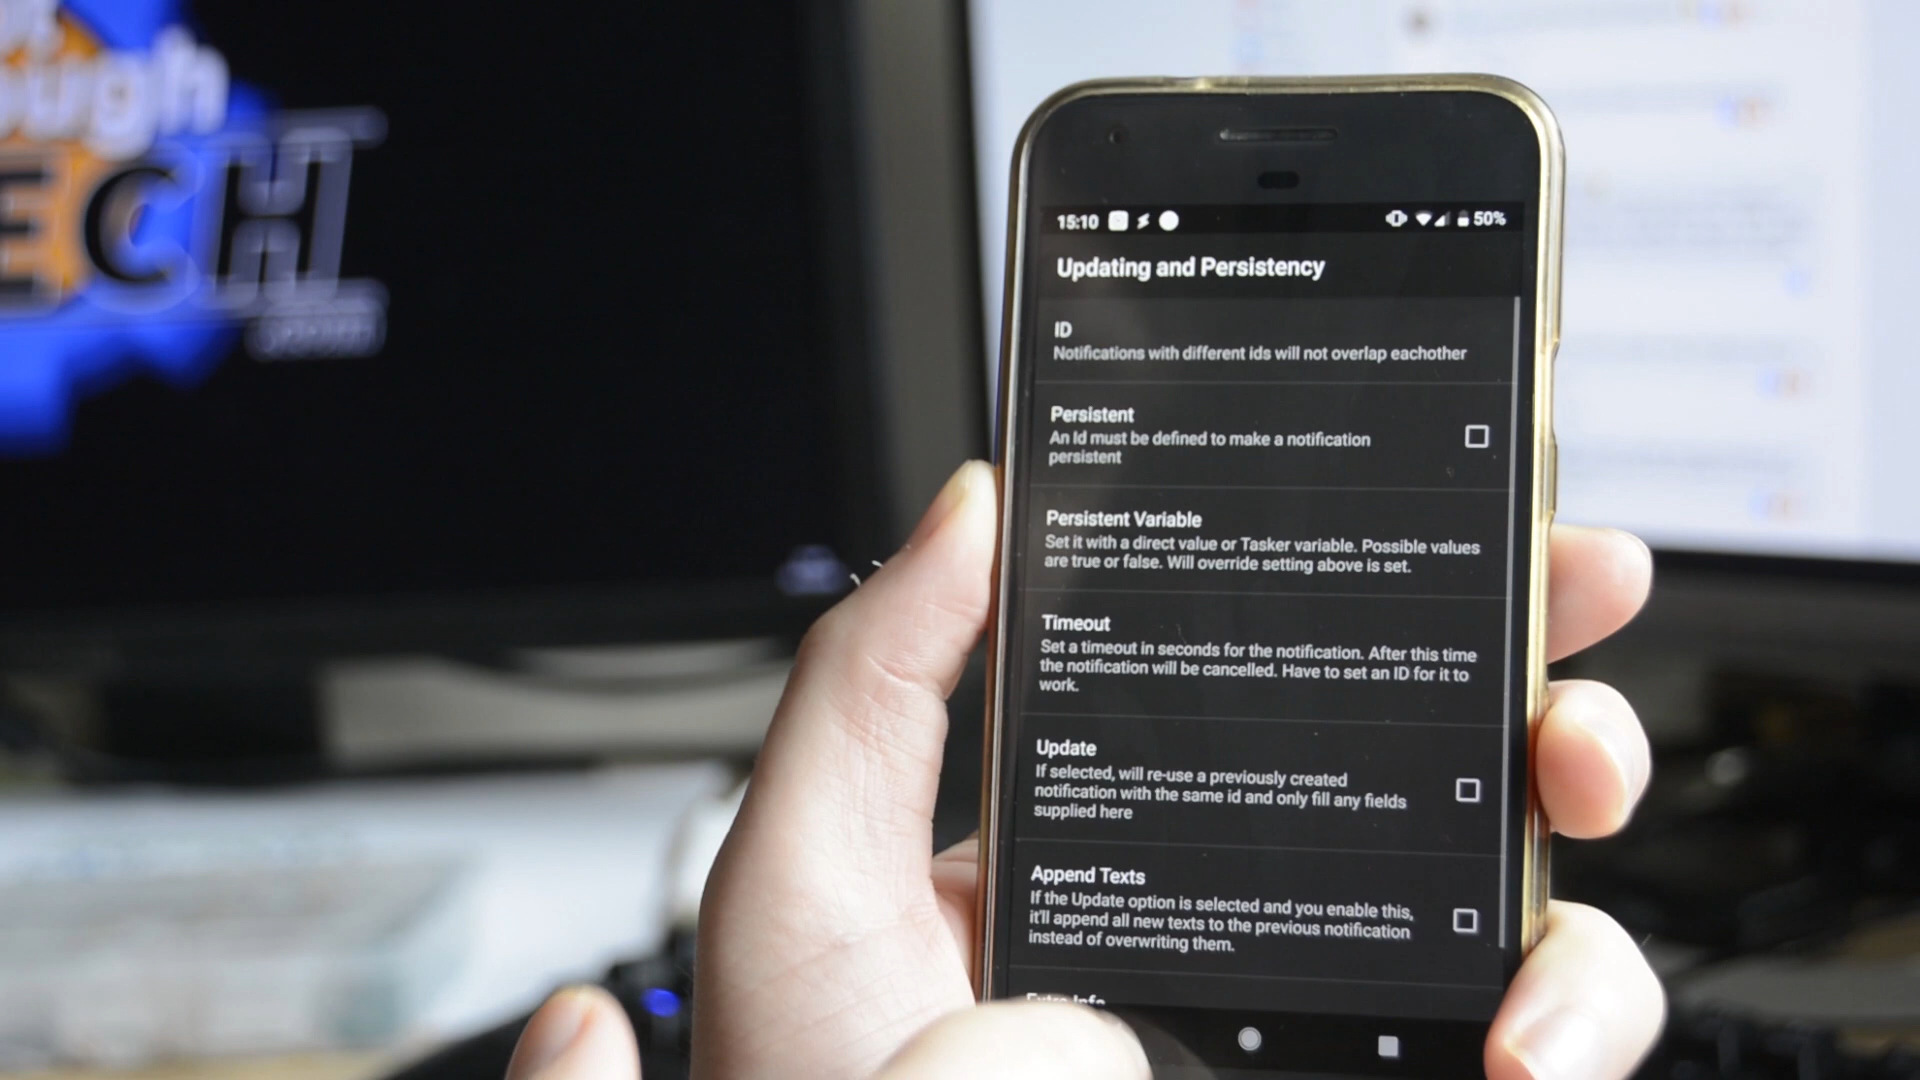 ough
ECH
15:10
50%
Updating and Persistency
ID
Notifications with different ids will not overlap eachother
Persistent
An Id must be defined to make a notification
persistent
Persistent Variable
Set it with a direct value or Tasker variable. Possible values
are true or false. Will override setting above is set.
Timeout
Set a timeout in seconds for the notification. After this time
the notification will be cancelled. Have to set an ID for it to
work.
Update
If selected, will re-use a previously created
notification with the same id and only fill any fields
supplied here
Append Texts
If the Update option is selected and you enable this,
it'll append all new texts to the previous notification
instead of overwriting them.
Extra Info